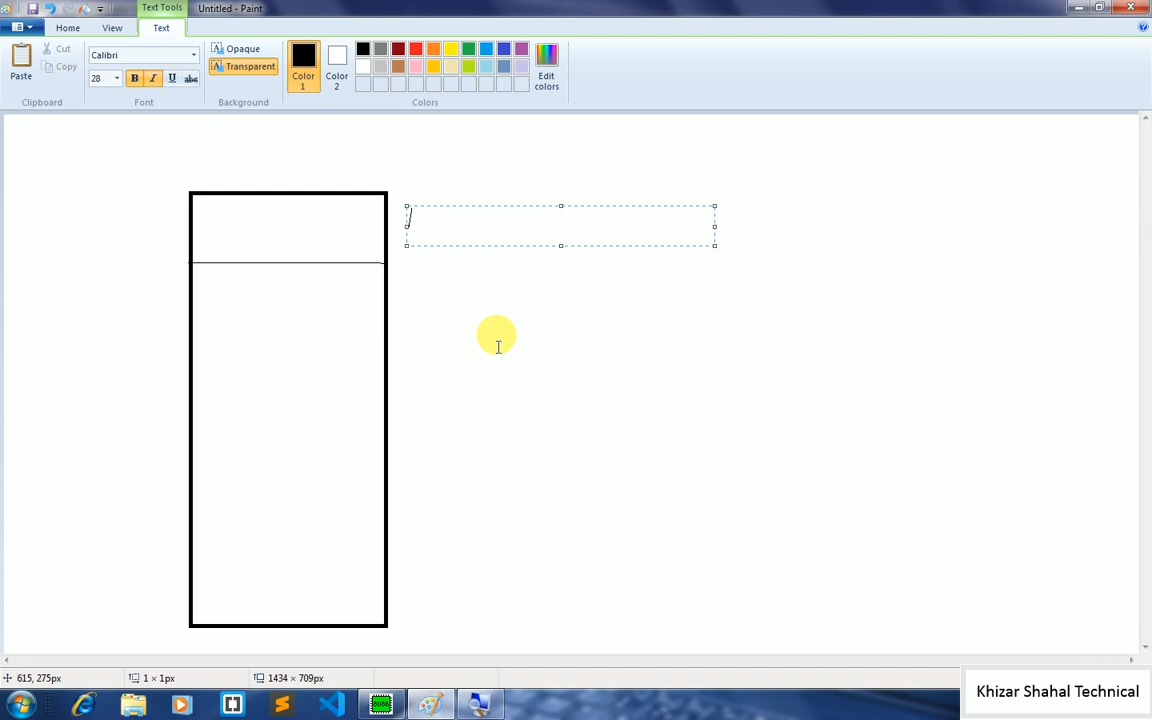 Text Tools
Untitled - Paint
Home
View
Text
Paste
Cut
Copy
Clipboard
Calibri
28
B I U abc
Font
Opaque
Transparent
Background
Color 1
Color 2
Edit colors
Colors
615, 275px
1 × 1px
1434 × 709px
8086
Khizar Shahal Technical